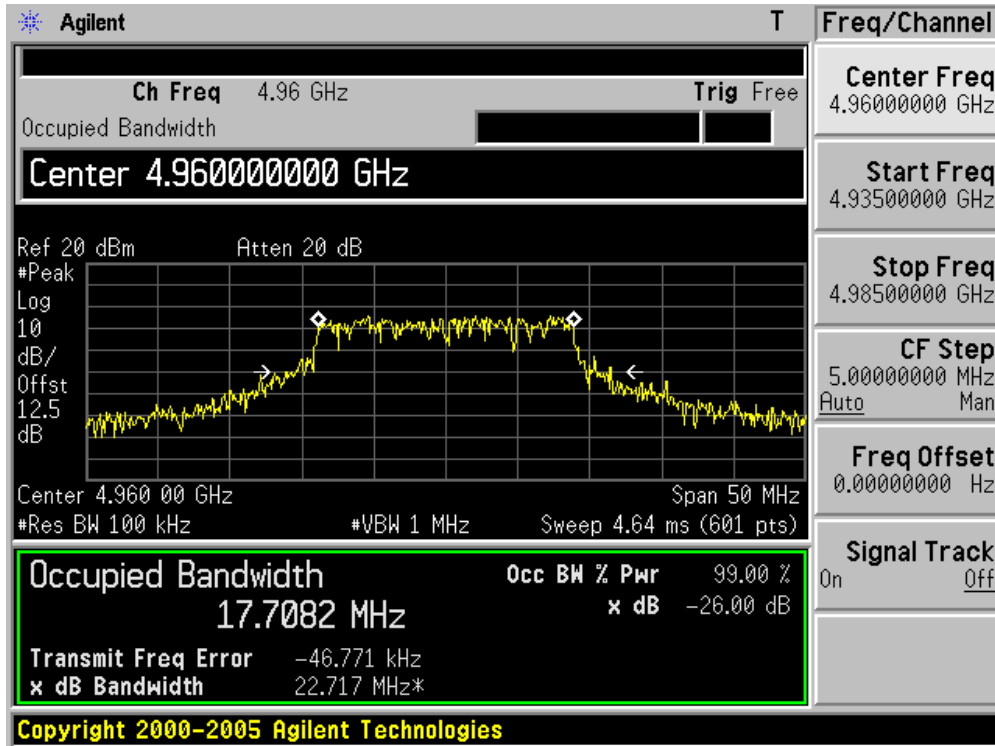 Agilent T
Ch Freq 4.96 GHz Trig Free
Occupied Bandwidth
Center 4.960000000 GHz
Ref 20 dBm Atten 20 dB
#Peak
Log
10
dB/
Offst
12.5
dB
Center 4.960 00 GHz Span 50 MHz
#Res BW 100 kHz #VBW 1 MHz Sweep 4.64 ms (601 pts)
Occupied Bandwidth
17.7082 MHz
Occ BW % Pwr 99.00 %
x dB -26.00 dB
Transmit Freq Error -46.771 kHz
x dB Bandwidth 22.717 MHz*
Copyright 2000-2005 Agilent Technologies
Freq/Channel
Center Freq
4.96000000 GHz
Start Freq
4.93500000 GHz
Stop Freq
4.98500000 GHz
CF Step
5.00000000 MHz
Auto Man
Freq Offset
0.00000000 Hz
Signal Track
On Off